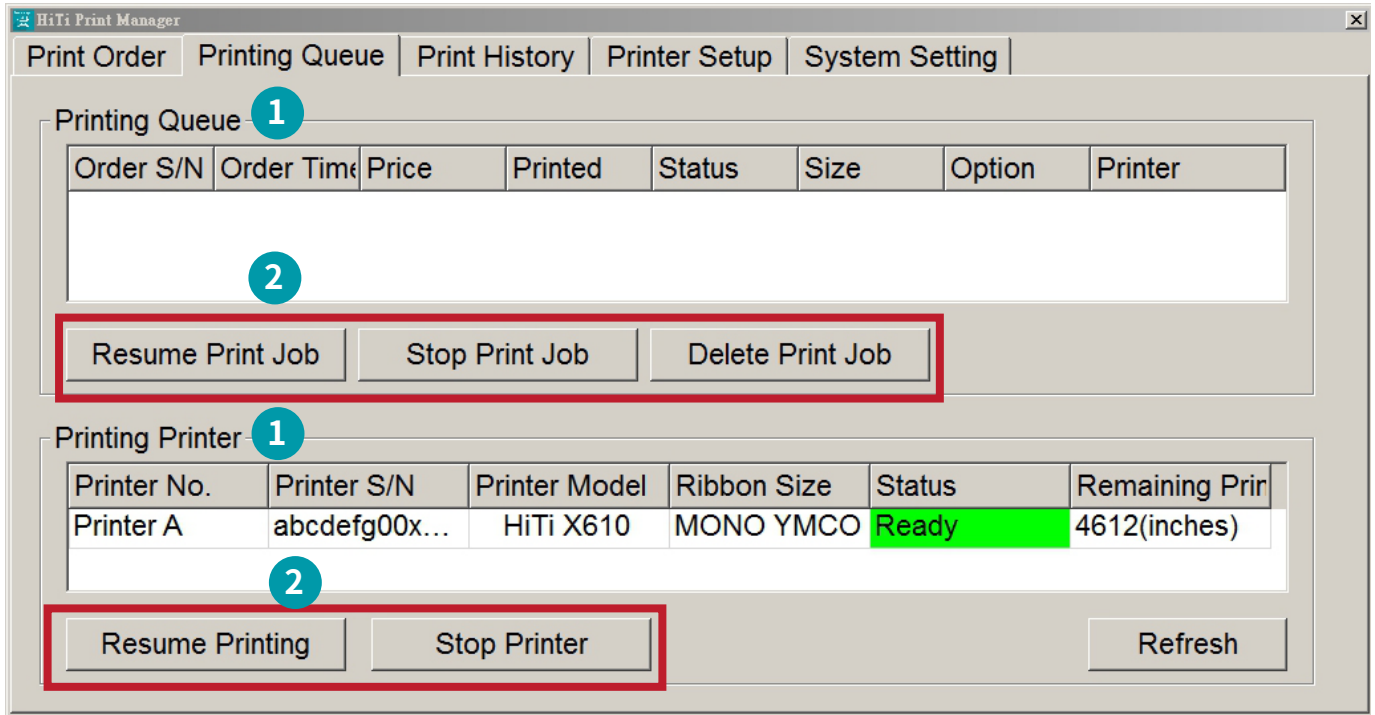 HiTi Print Manager
Print Order Printing Queue Print History Printer Setup System Setting
Printing Queue 1
Order S/N Order Time Price Printed Status Size Option Printer
2
Resume Print Job Stop Print Job Delete Print Job
Printing Printer 1
Printer No. Printer S/N Printer Model Ribbon Size Status Remaining Prin
Printer A abcdefg00x... HiTi X610 MONO YMCO Ready 4612(inches)
2
Resume Printing Stop Printer Refresh